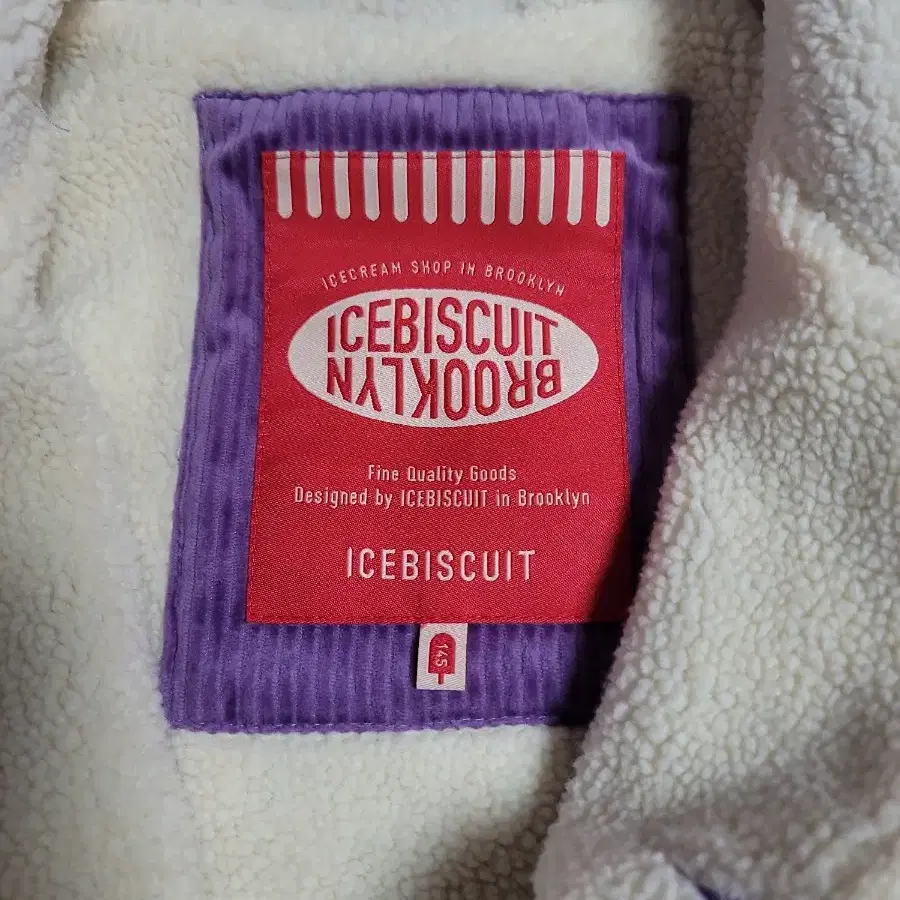 ICECREAM SHOP IN BROOKLYN
ICEBISCUIT
BROOKLYN
Fine Quality Goods
Designed by ICEBISCUIT in Brooklyn
ICEBISCUIT
145